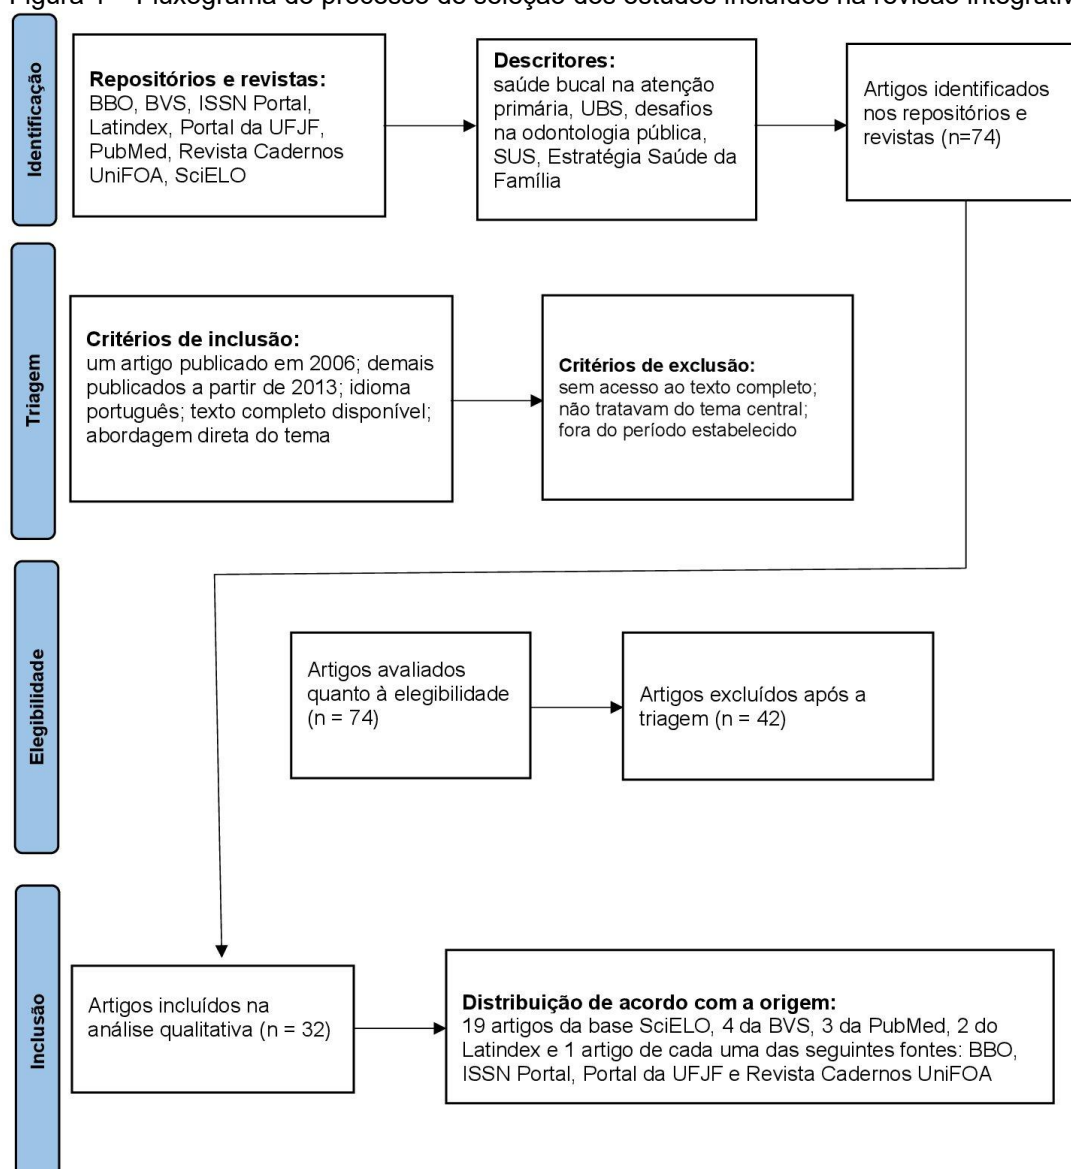 Figura 1 – Fluxograma do processo de seleção dos estudos incluídos na revisão integrativ
Identificação
Repositórios e revistas:
BBO, BVS, ISSN Portal,
Latindex, Portal da UFJF,
PubMed, Revista Cadernos
UniFOA, SciELO
Descritores:
saúde bucal na atenção
primária, UBS, desafios
na odontologia pública,
SUS, Estratégia Saúde da
Família
Artigos identificados
nos repositórios e
revistas (n=74)
Triagem
Critérios de inclusão:
um artigo publicado em 2006; demais
publicados a partir de 2013; idioma
português; texto completo disponível;
abordagem direta do tema
Critérios de exclusão:
sem acesso ao texto completo;
não tratavam do tema central;
fora do período estabelecido
Elegibilidade
Artigos avaliados
quanto à elegibilidade
(n = 74)
Artigos excluídos após a
triagem (n = 42)
Inclusão
Artigos incluídos na
análise qualitativa (n = 32)
Distribuição de acordo com a origem:
19 artigos da base SciELO, 4 da BVS, 3 da PubMed, 2 do
Latindex e 1 artigo de cada uma das seguintes fontes: BBO,
ISSN Portal, Portal da UFJF e Revista Cadernos UniFOA